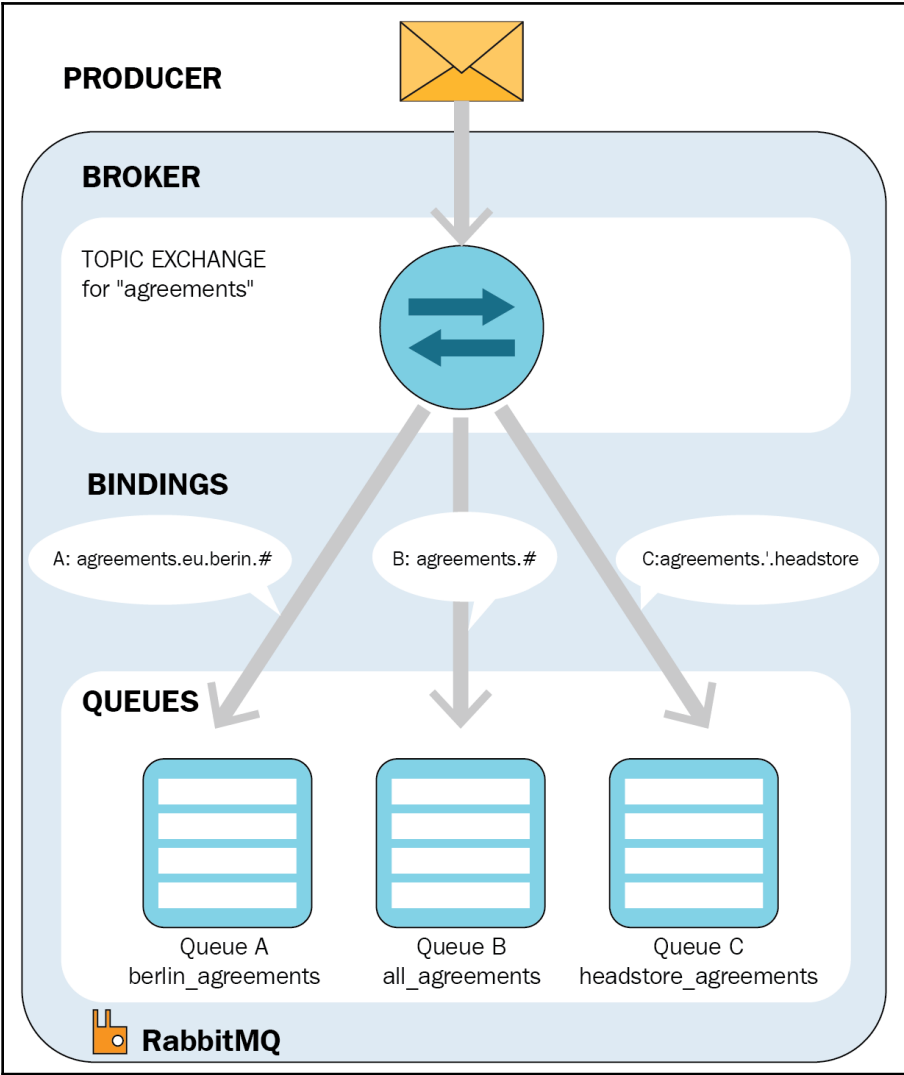 PRODUCER
BROKER
TOPIC EXCHANGE
for "agreements"
BINDINGS
A: agreements.eu.berin.#
B: agreements.#
C:agreements.'.headstore
QUEUES
Queue A
berlin_agreements
Queue B
all_agreements
Queue C
headstore_agreements
RabbitMQ